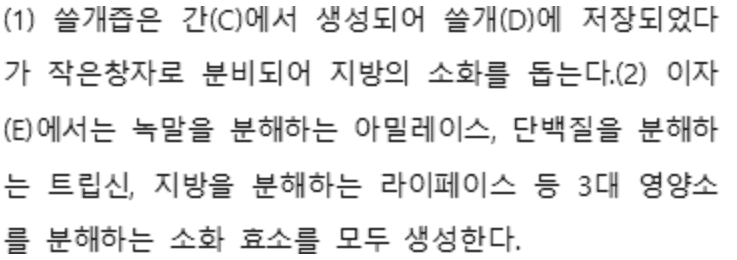 (1) 쓸개즙은 간(C)에서 생성되어 쓸개(D)에 저장되었다
가 작은창자로 분비되어 지방의 소화를 돕는다.(2) 이자
(E)에서는 녹말을 분해하는 아밀레이스, 단백질을 분해하
는 트립신, 지방을 분해하는 라이페이스 등 3대 영양소
를 분해하는 소화 효소를 모두 생성한다.